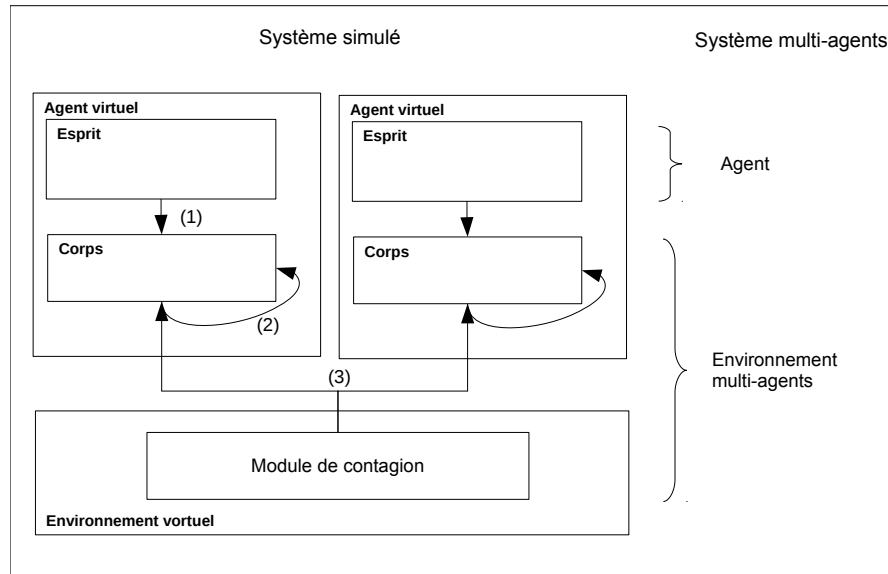 Système simulé
Système multi-agents
Agent virtuel
Esprit
(1)
Corps
(2)
Agent virtuel
Esprit
Corps
Agent
(3)
Environnement
multi-agents
Module de contagion
Environnement vortuel